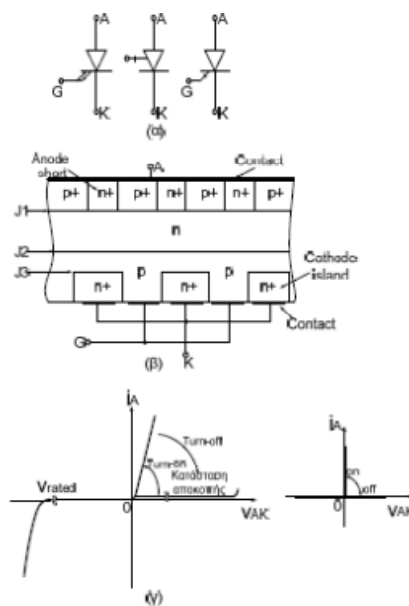 A A A
G G
K K K
(α)
Anode short A Contact
p+ n+ p+ n+ p+ n+ p+
J1
n
J2
J3 p p Cathode island
n+ n+ n+
Contact
G
K
(β)
iA iA
Turn-off
Turn-on
Vrated Κατάσταση αποκοπής on off
0 VAK 0 VAK
(γ)